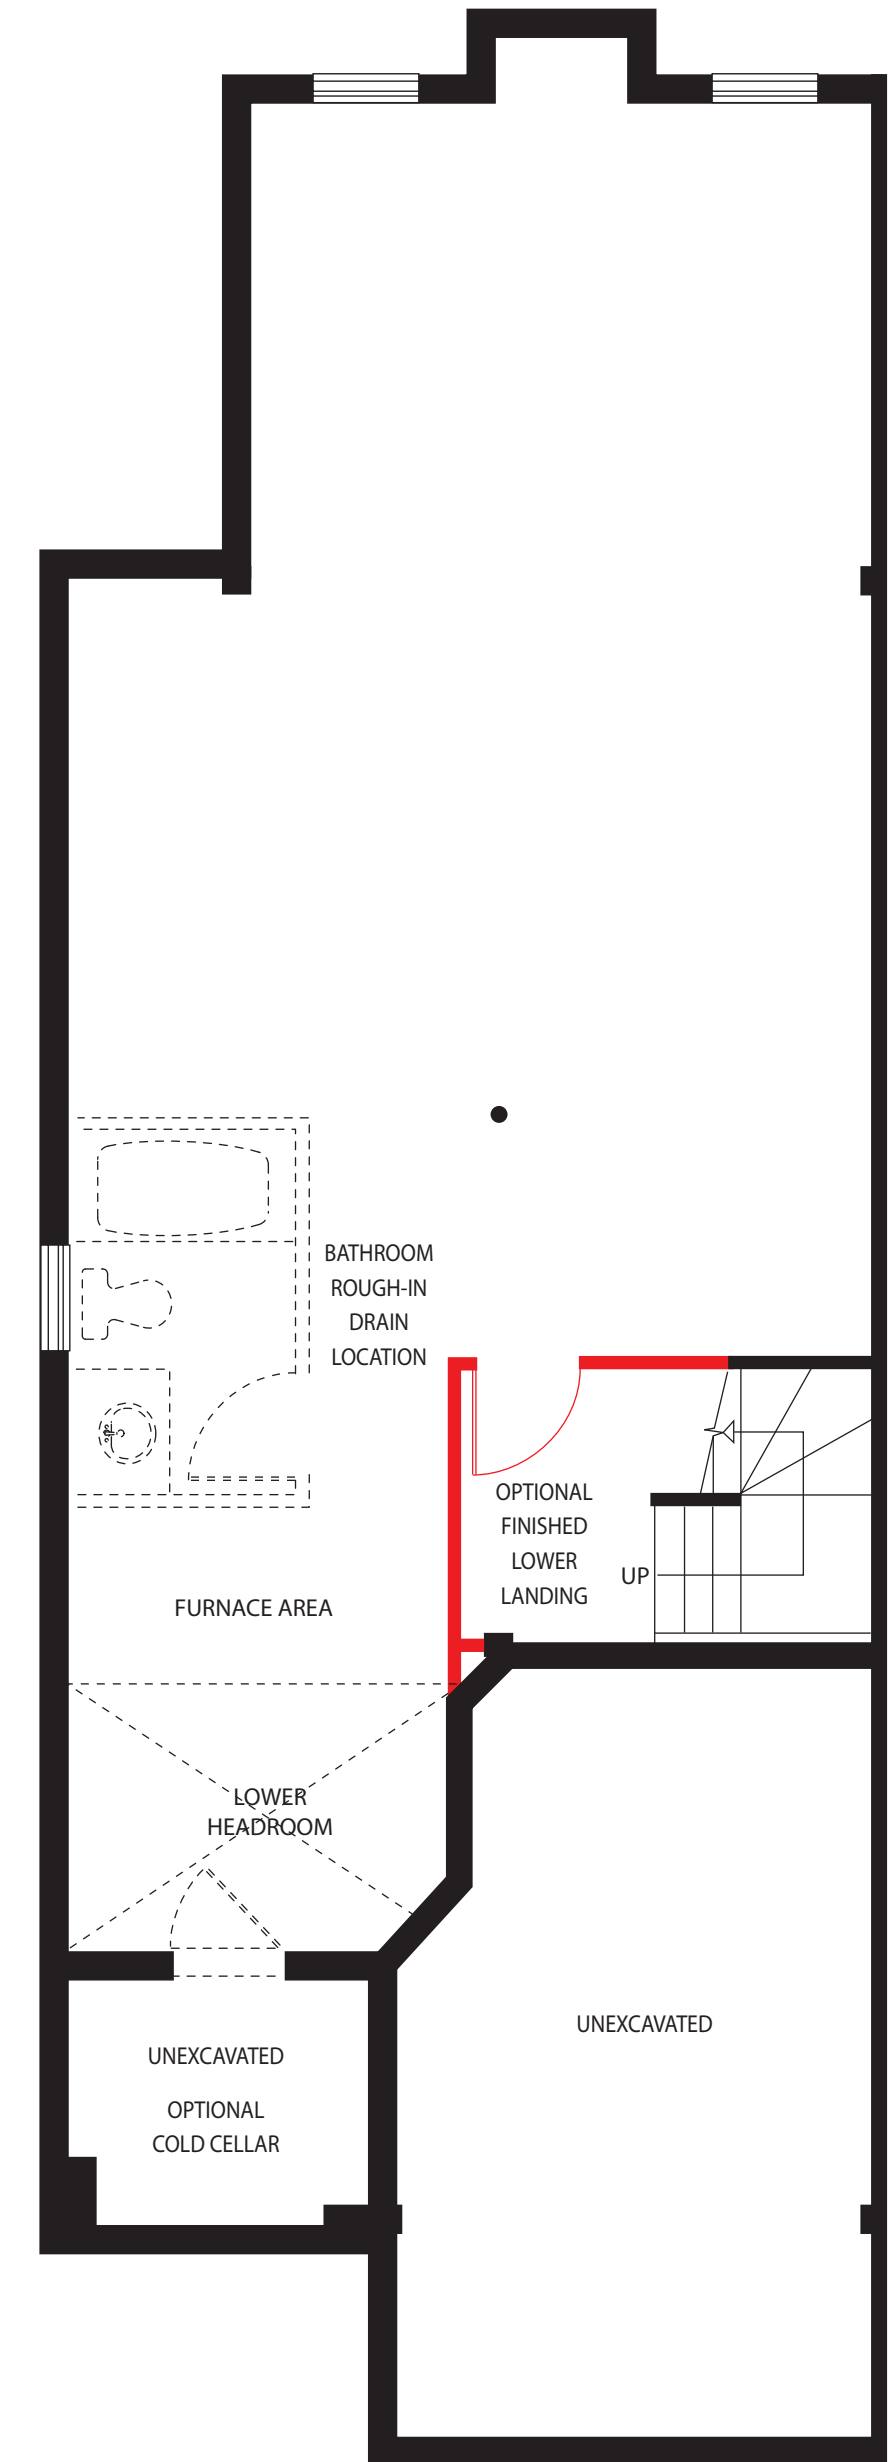 BATHROOM
ROUGH-IN
DRAIN
LOCATION
OPTIONAL
FINISHED
LOWER
LANDING
UP
FURNACE AREA
LOWER
HEADROOM
UNEXCAVATED
UNEXCAVATED
OPTIONAL
COLD CELLAR